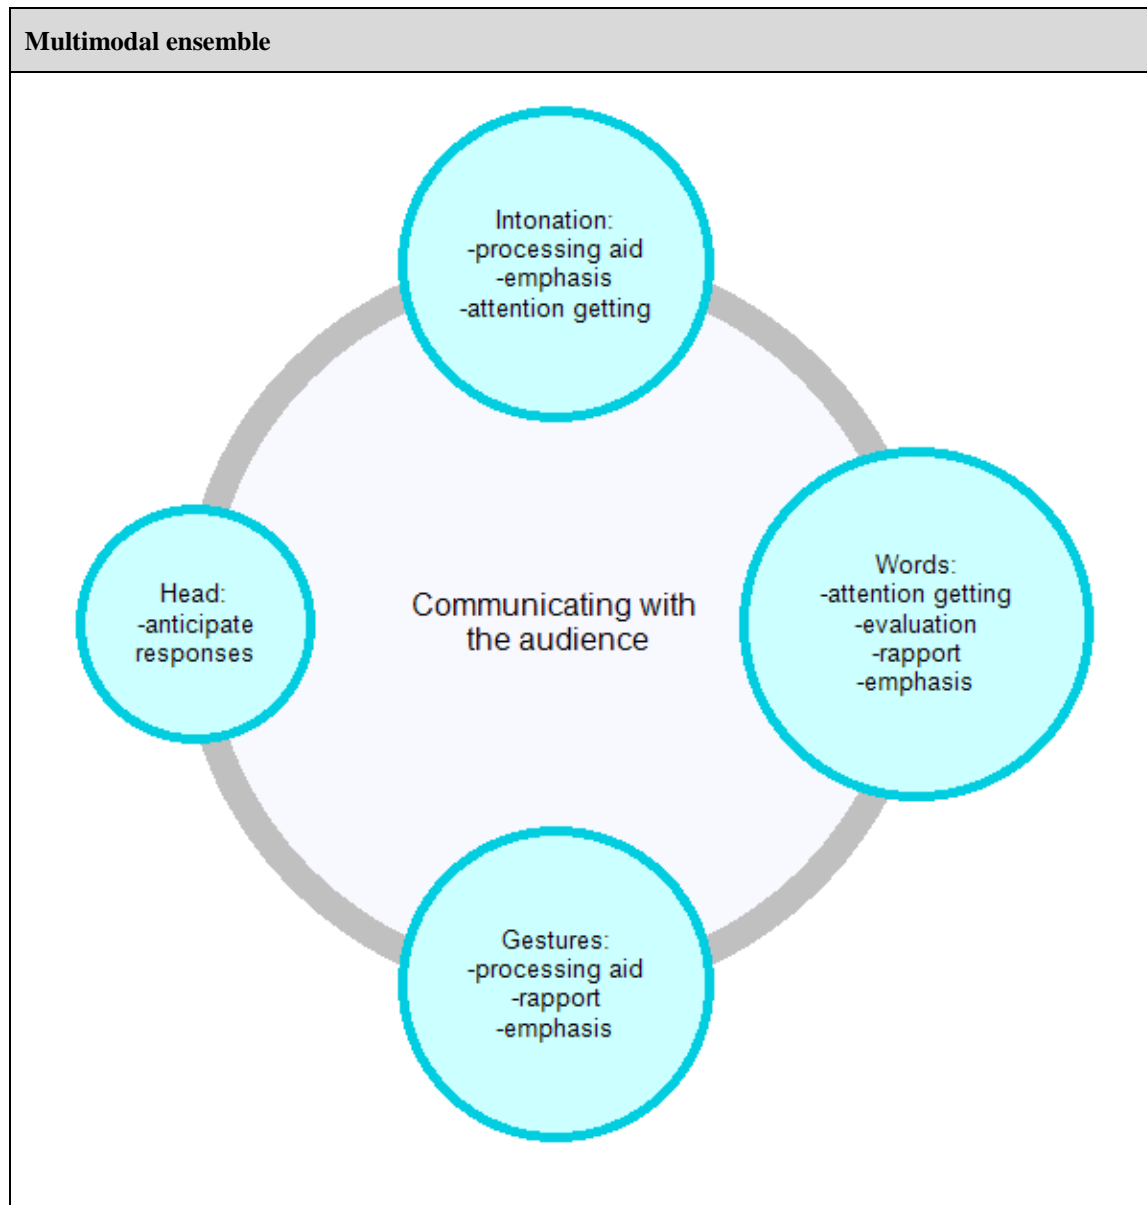 Multimodal ensemble
Intonation:
-processing aid
-emphasis
-attention getting
Head:
-anticipate
responses
Communicating with
the audience
Words:
-attention getting
-evaluation
-rapport
-emphasis
Gestures:
-processing aid
-rapport
-emphasis